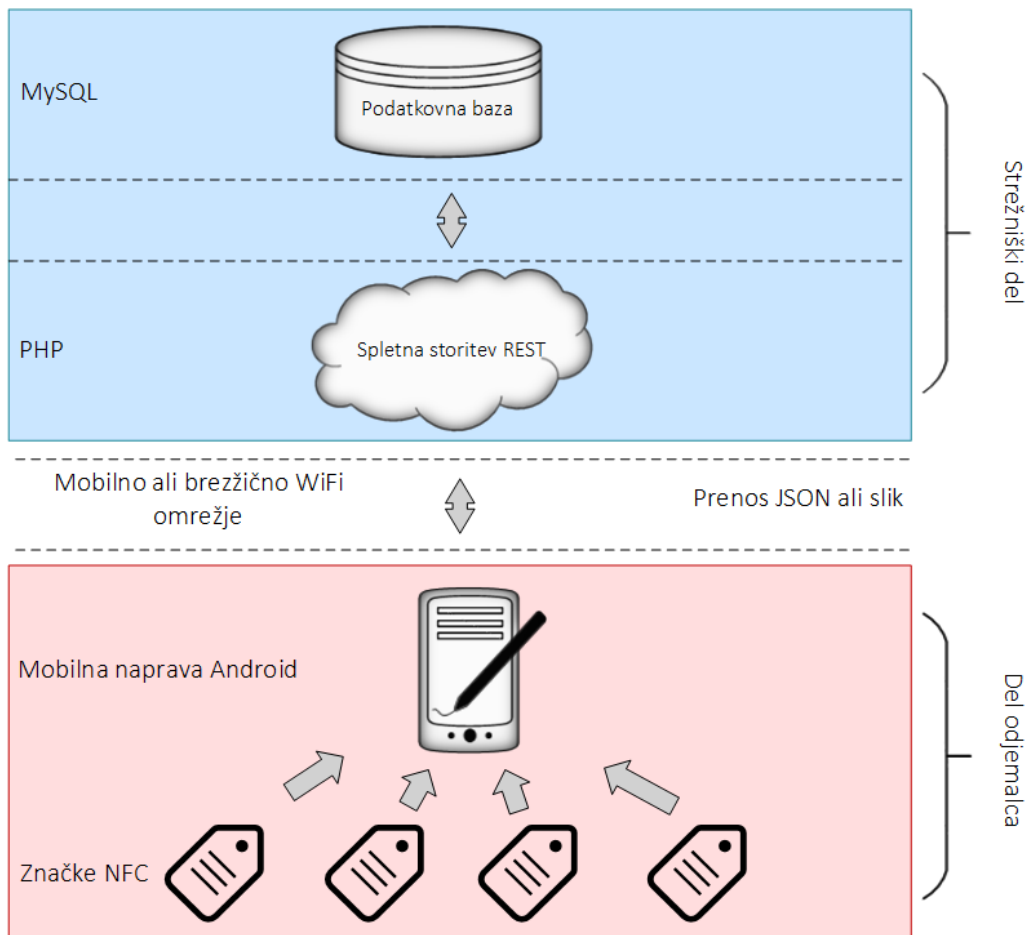 MySQL
Podatkovna baza
Strežniški del
PHP
Spletna storitev REST
Mobilno ali brezžično WiFi
omrežje
Prenos JSON ali slik
Mobilna naprava Android
Del odjemalca
Značke NFC